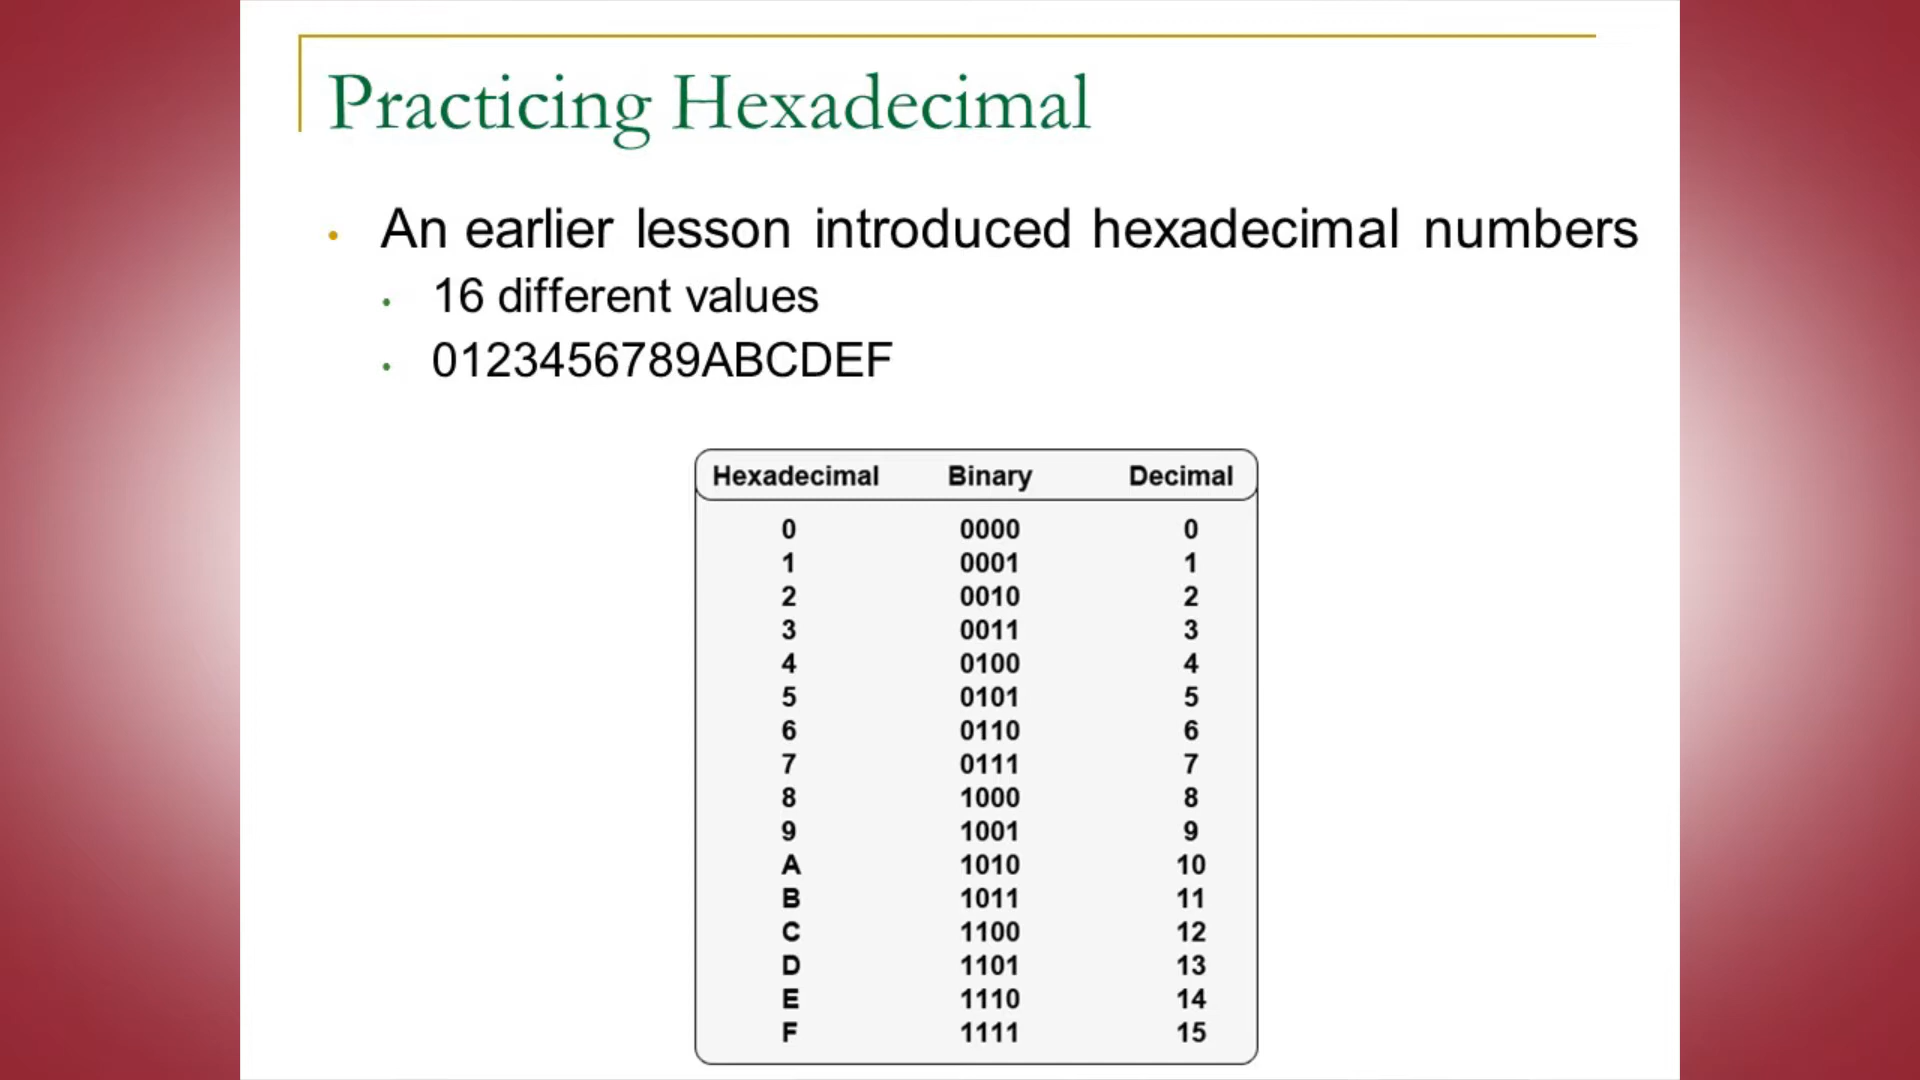 Practicing Hexadecimal
• An earlier lesson introduced hexadecimal numbers
• 16 different values
• 0123456789ABCDEF
Hexadecimal Binary Decimal
0 0000 0
1 0001 1
2 0010 2
3 0011 3
4 0100 4
5 0101 5
6 0110 6
7 0111 7
8 1000 8
9 1001 9
A 1010 10
B 1011 11
C 1100 12
D 1101 13
E 1110 14
F 1111 15